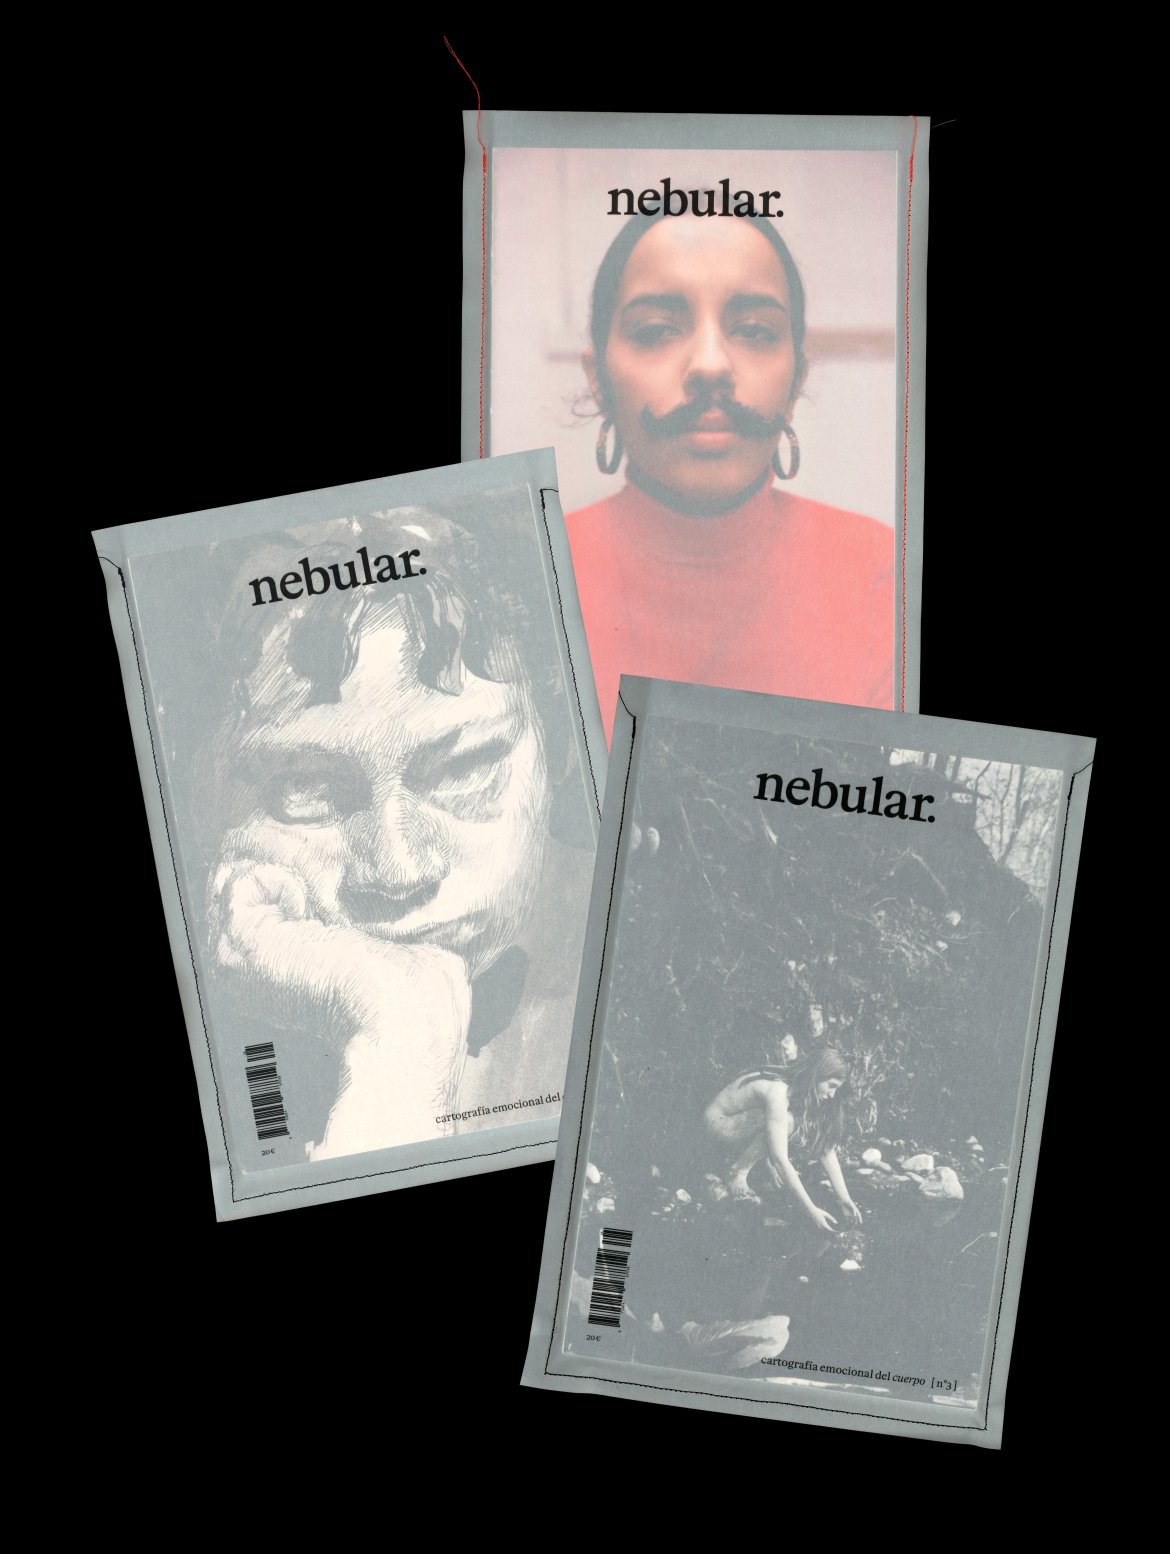 nebular.
nebular.
20 €
cartografía emocional del
nebular.
20 €
cartografía emocional del cuerpo [nº3]